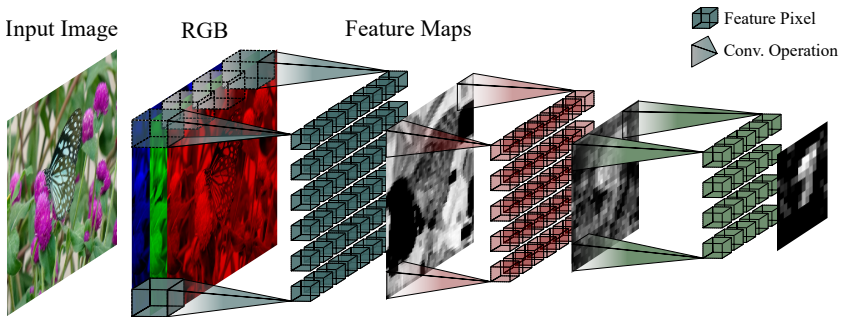 Input Image
RGB
Feature Maps
Feature Pixel
Conv. Operation